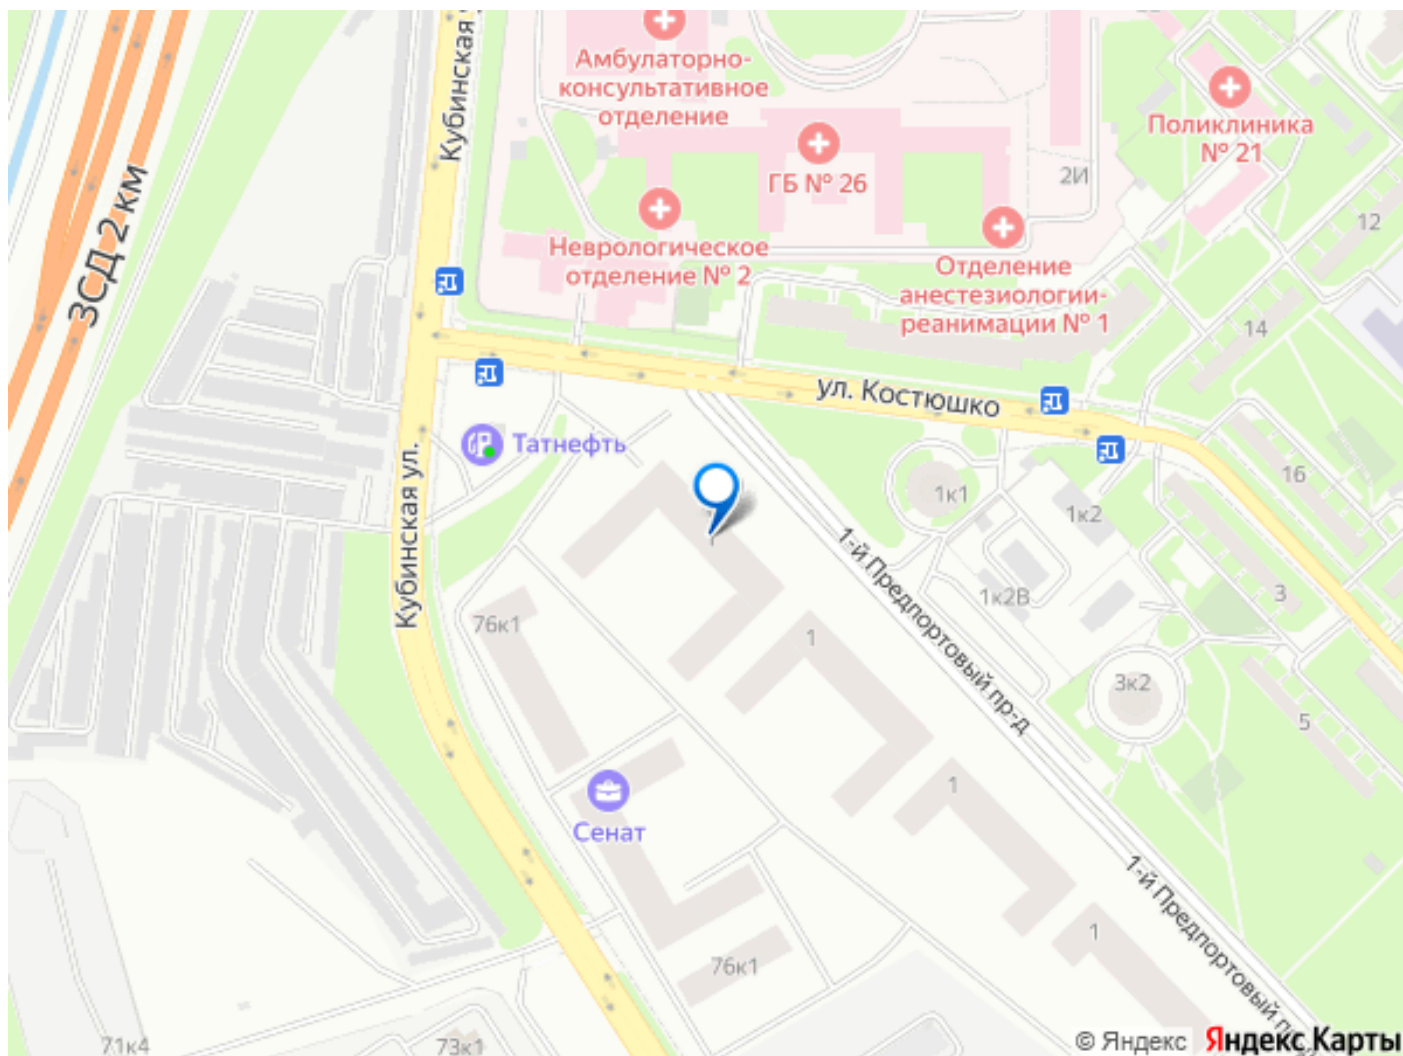 Кубинская
Амбулаторно-
консультативное
отделение
Поликлиника
№ 21
ГБ № 26
2И
12
ЗСД 2 км
Неврологическое
отделение № 2
Отделение
анестезиологии-
реанимации № 1
14
ул. Костюшко
Татнефть
16
1к1
1к2
Кубинская ул.
1-й Предпортовый пр-д
1к2В
3
76к1
1
1
3к2
5
Сенат
1
1-й Предпортовый
1
76к1
71к4
73к1
© Яндекс
Яндекс Карты